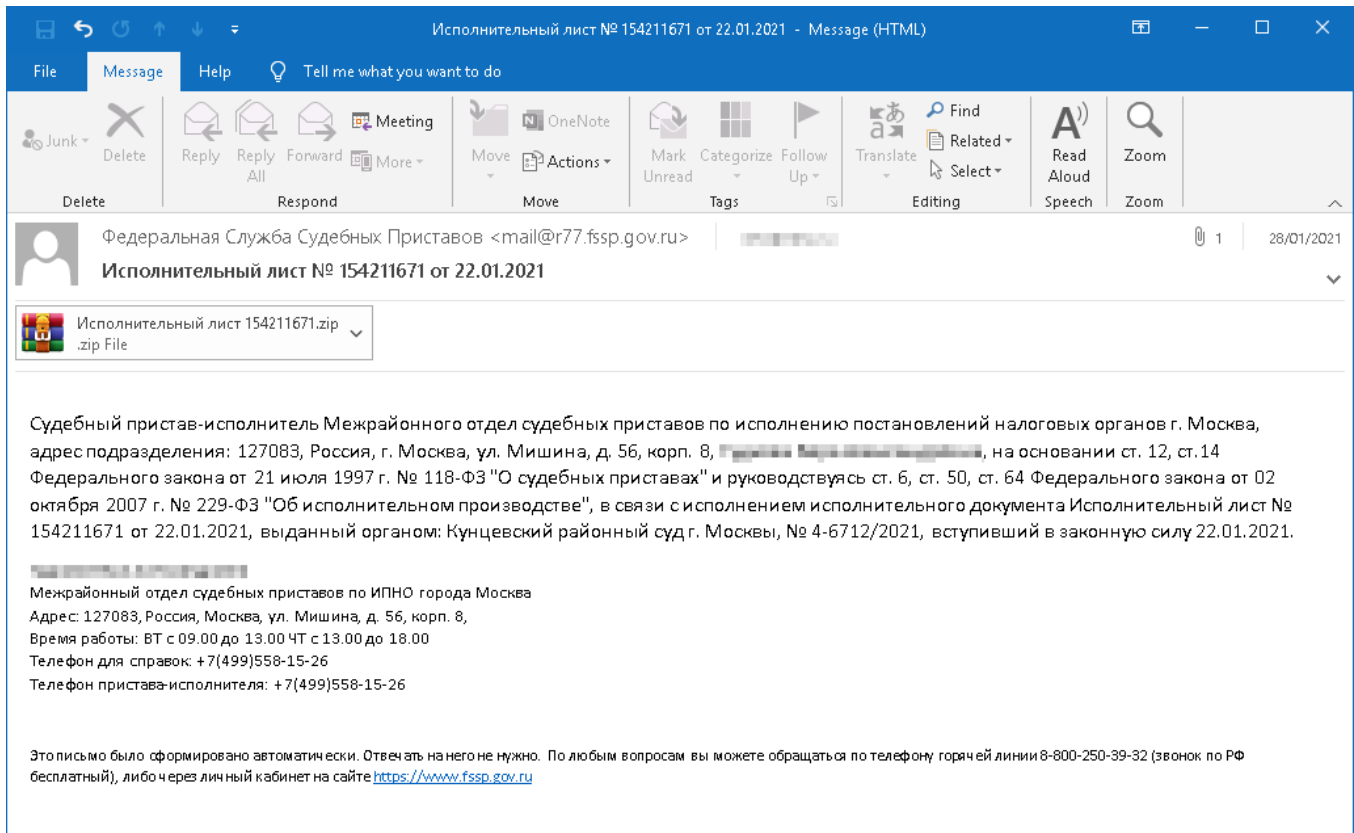 Исполнительный лист № 154211671 от 22.01.2021 - Message (HTML)
File Message Help Tell me what you want to do
Junk Delete Reply Reply All Forward Meeting More Move OneNote Actions Mark Unread Categorize Follow Up Translate Find Related Select Read Aloud Zoom
Delete Respond Move Tags Editing Speech Zoom
Федеральная Служба Судебных Приставов <mail@r77.fssp.gov.ru> 1 28/01/2021
Исполнительный лист № 154211671 от 22.01.2021
Исполнительный лист 154211671.zip
.zip File
Судебный пристав-исполнитель Межрайонного отдел судебных приставов по исполнению постановлений налоговых органов г. Москва,
адрес подразделения: 127083, Россия, г. Москва, ул. Мишина, д. 56, корп. 8, , на основании ст. 12, ст.14
Федерального закона от 21 июля 1997 г. № 118-ФЗ "О судебных приставах" и руководствуясь ст. 6, ст. 50, ст. 64 Федерального закона от 02
октября 2007 г. № 229-ФЗ "Об исполнительном производстве", в связи с исполнением исполнительного документа Исполнительный лист №
154211671 от 22.01.2021, выданный органом: Кунцевский районный суд г. Москвы, № 4-6712/2021, вступивший в законную силу 22.01.2021.
Межрайонный отдел судебных приставов по ИПНО города Москва
Адрес: 127083, Россия, Москва, ул. Мишина, д. 56, корп. 8,
Время работы: ВТ с 09.00 до 13.00 ЧТ с 13.00 до 18.00
Телефон для справок: +7(499)558-15-26
Телефон пристава-исполнителя: +7(499)558-15-26
Это письмо было сформировано автоматически. Отвечать на него не нужно. По любым вопросам вы можете обращаться по телефону горячей линии 8-800-250-39-32 (звонок по РФ
бесплатный), либо через личный кабинет на сайте https://www.fssp.gov.ru